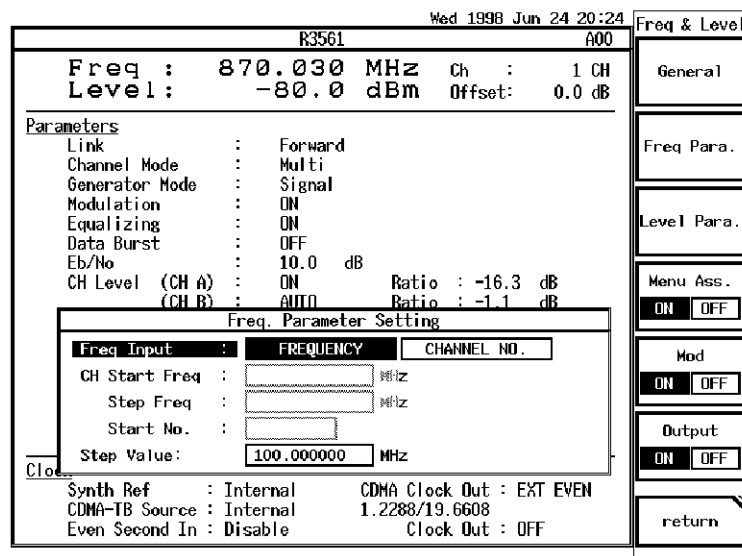 Wed 1998 Jun 24 20:24
R3561 A00
Freq : 870.030 MHz Ch : 1 CH
Level: -80.0 dBm Offset: 0.0 dB
Parameters
Link : Forward
Channel Mode : Multi
Generator Mode : Signal
Modulation : ON
Equalizing : ON
Data Burst : OFF
Eb/No : 10.0 dB
CH Level (CH A) : ON Ratio : -16.3 dB
(CH B) : AUTO Ratio : -1.1 dB
Freq. Parameter Setting
Freq Input : FREQUENCY CHANNEL NO.
CH Start Freq : MHz
Step Freq : MHz
Start No. :
Step Value: 100.000000 MHz
Synth Ref : Internal CDMA Clock Out : EXT EVEN
CDMA-TB Source : Internal 1.2288/19.6608
Even Second In : Disable Clock Out : OFF
Freq & Level
General
Freq Para.
Level Para.
Menu Ass.
ON OFF
Mod
ON OFF
Output
ON OFF
return